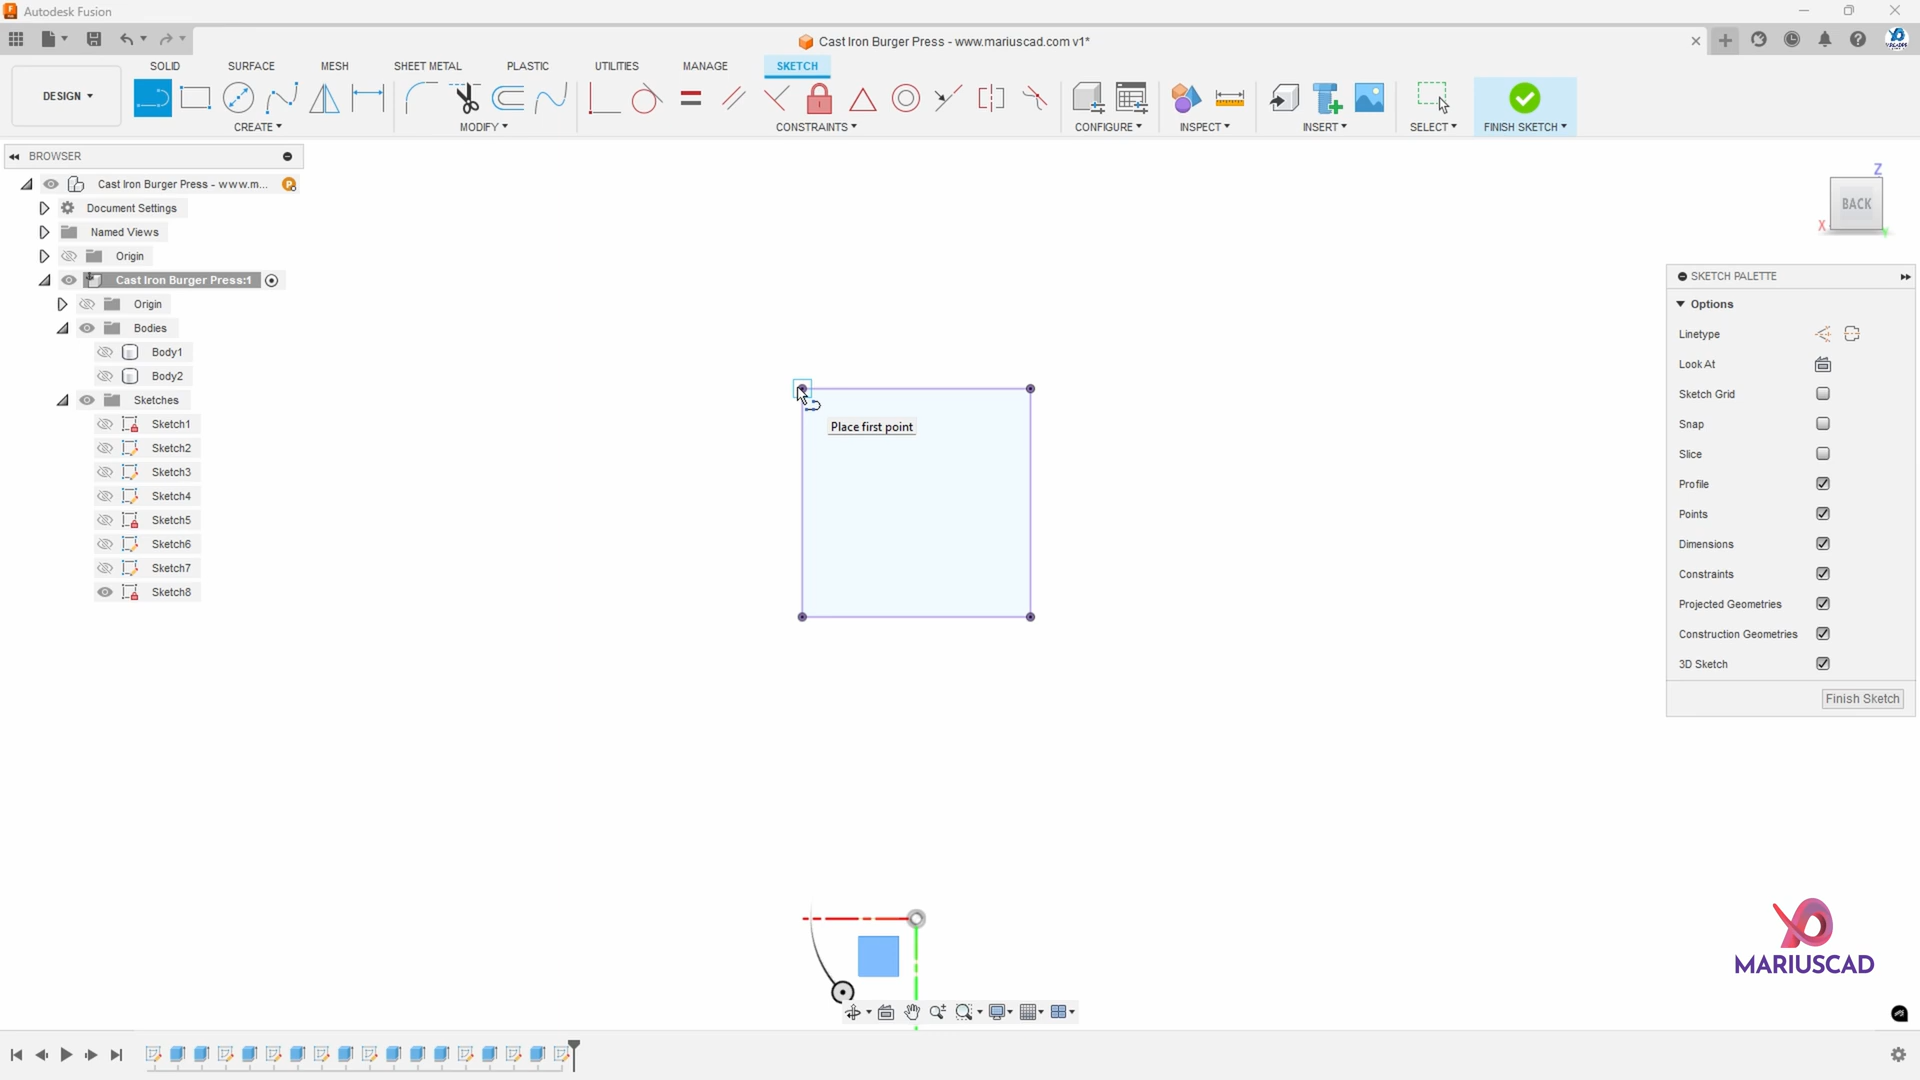 Autodesk Fusion
Cast Iron Burger Press - www.mariuscad.com v1*
SOLID SURFACE MESH SHEET METAL PLASTIC UTILITIES MANAGE SKETCH
DESIGN
CREATE MODIFY CONSTRAINTS CONFIGURE INSPECT INSERT SELECT FINISH SKETCH
BROWSER
Cast Iron Burger Press - www.m...
Document Settings
Named Views
Origin
Cast Iron Burger Press:1
Origin
Bodies
Body1
Body2
Sketches
Sketch1
Sketch2
Sketch3
Sketch4
Sketch5
Sketch6
Sketch7
Sketch8
Place first point
Z
BACK
X
SKETCH PALETTE
Options
Linetype
Look At
Sketch Grid
Snap
Slice
Profile
Points
Dimensions
Constraints
Projected Geometries
Construction Geometries
3D Sketch
Finish Sketch
MARIUSCAD